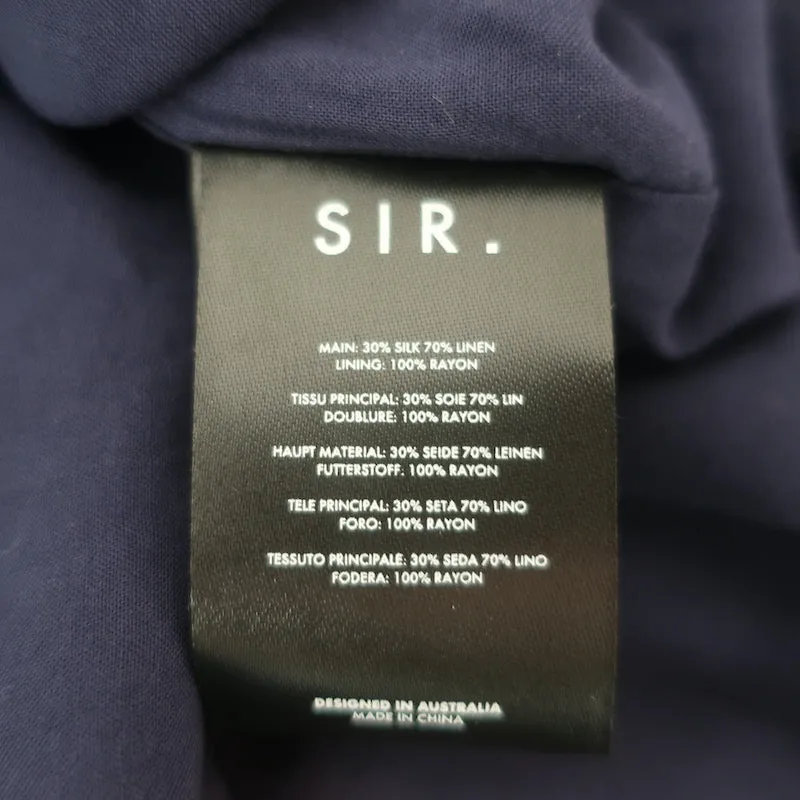 SIR.
MAIN: 30% SILK 70% LINEN
LINING: 100% RAYON
TISSU PRINCIPAL: 30% SOIE 70% LIN
DOUBLURE: 100% RAYON
HAUPT MATERIAL: 30% SEIDE 70% LEINEN
FUTTERSTOFF: 100% RAYON
TELE PRINCIPAL: 30% SETA 70% LINO
FORO: 100% RAYON
TESSUTO PRINCIPALE: 30% SEDA 70% LINO
FODERA: 100% RAYON
DESIGNED IN AUSTRALIA
MADE IN CHINA